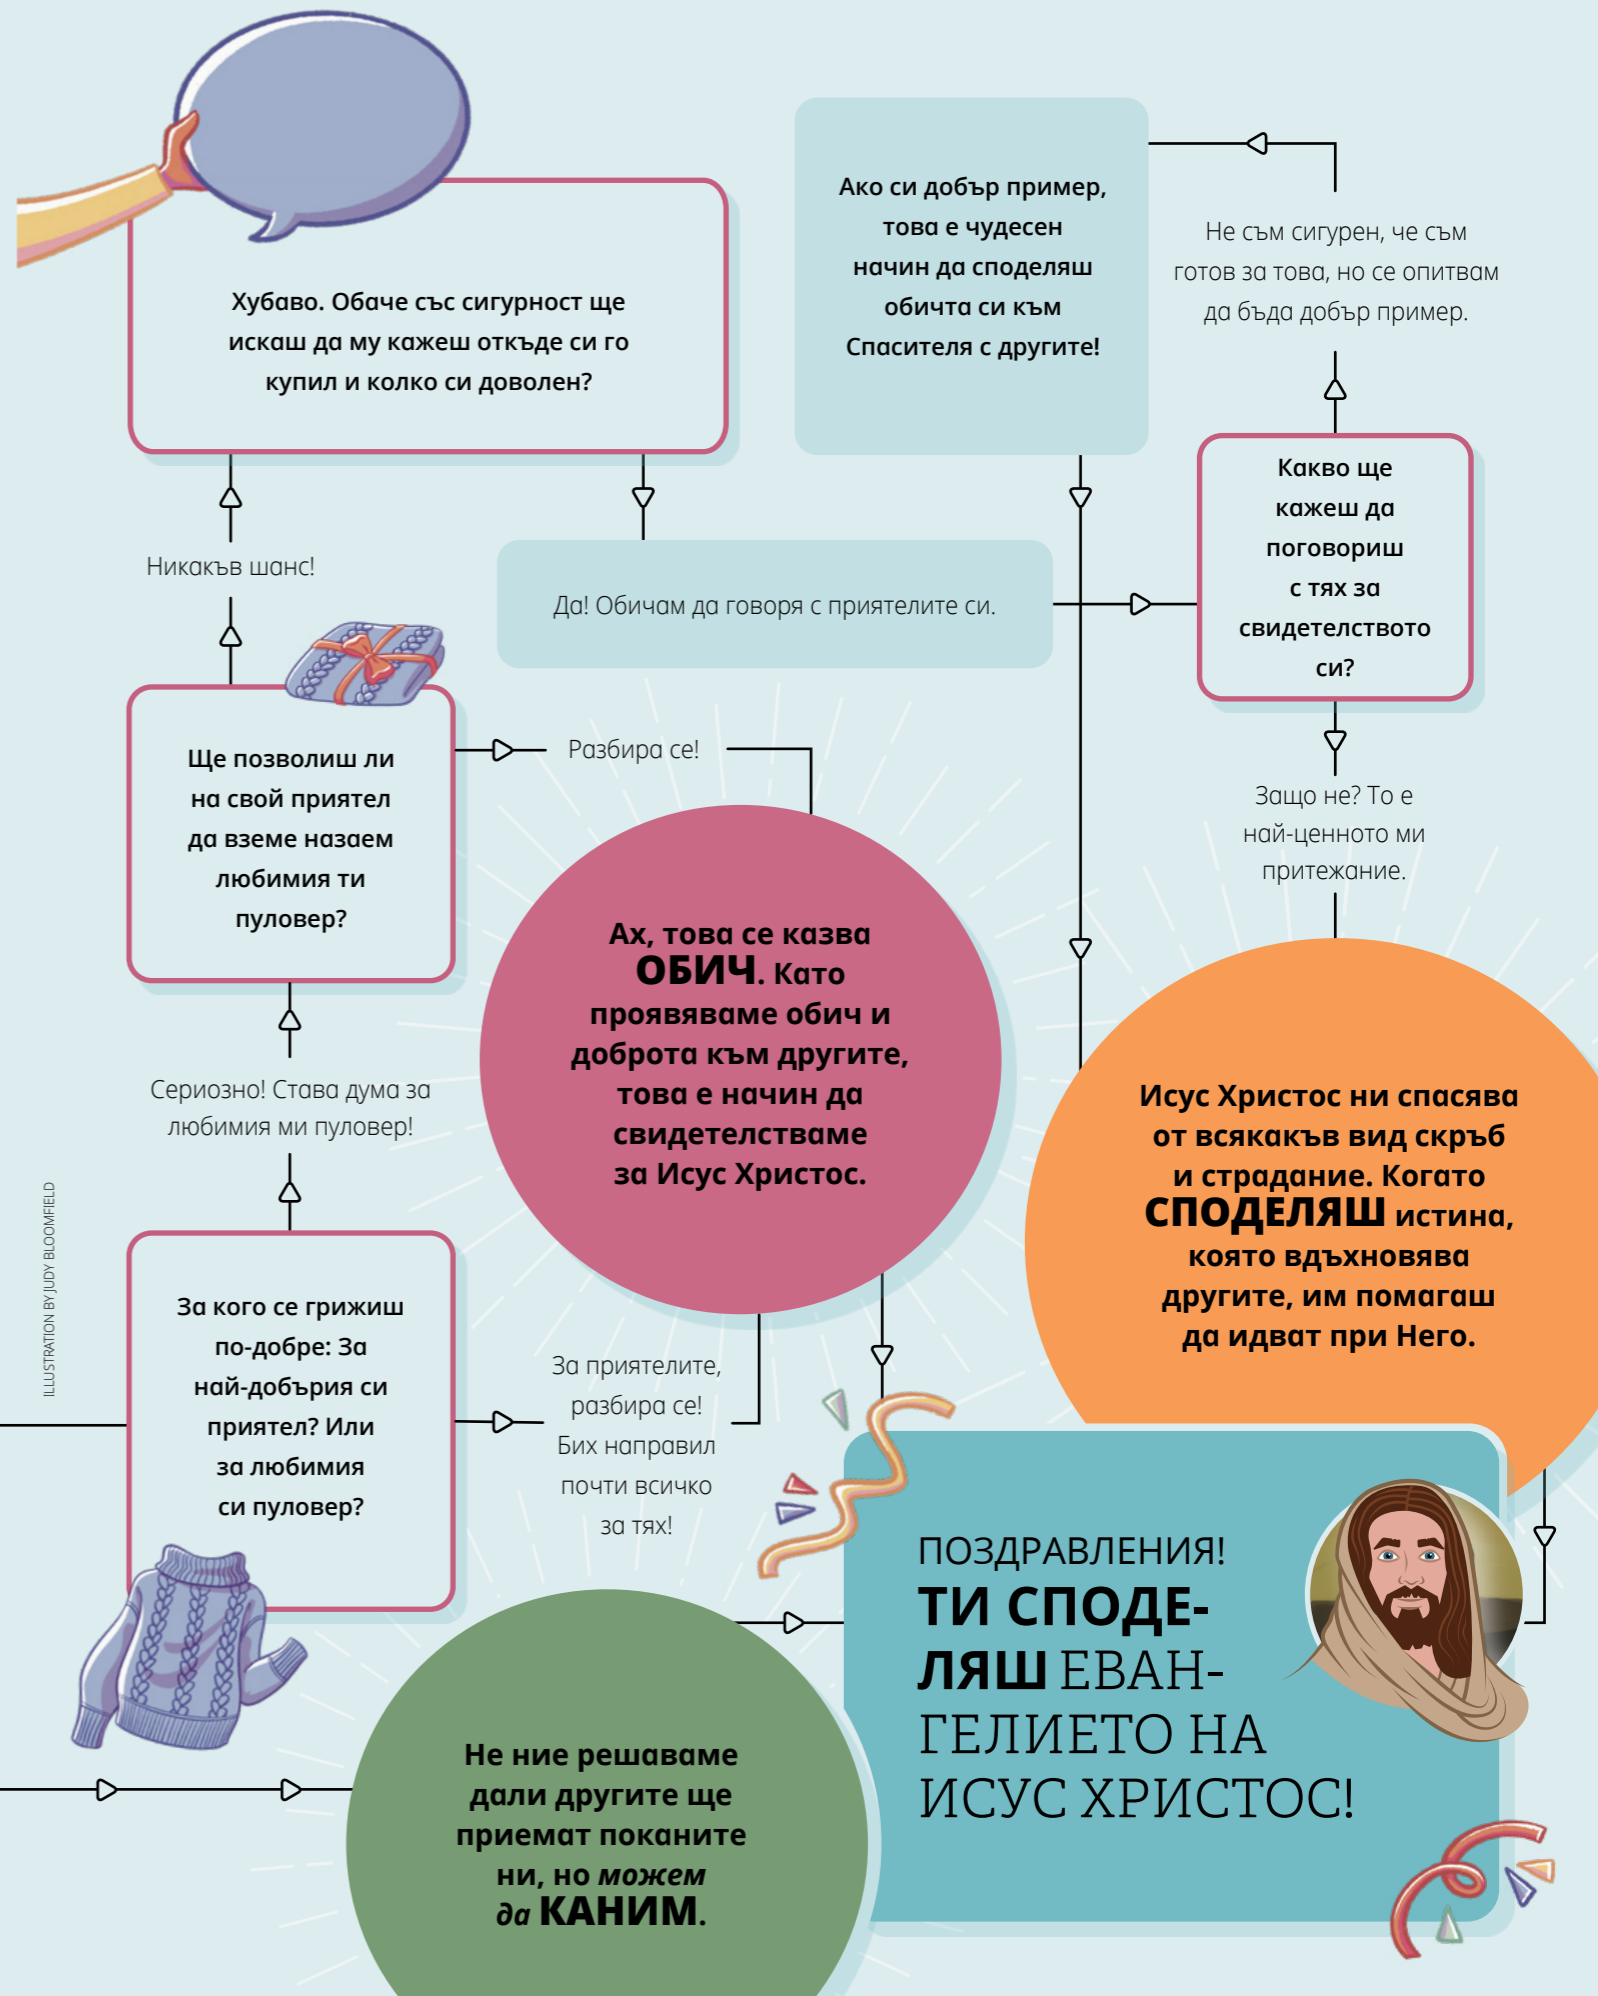 Хубаво. Обаче със сигурност ще
искаш да му кажеш откъде си го
купил и колко си доволен?
Ако си добър пример,
това е чудесен
начин да споделяш
обичта си към
Спасителя с другите!
Не съм сигурен, че съм
готов за това, но се опитвам
да бъда добър пример.
Какво ще
кажеш да
поговориш
с тях за
свидетелството
си?
Никакъв шанс!
Да! Обичам да говоря с приятелите си.
Ще позволиш ли
на свой приятел
да вземе назаем
любимия ти
пуловер?
Разбира се!
Защо не? То е
най-ценното ми
притежание.
Ах, това се казва
ОБИЧ. Като
проявяваме обич и
доброта към другите,
това е начин да
свидетелстваме
за Исус Христос.
Сериозно! Става дума за
любимия ми пуловер!
Исус Христос ни спасява
от всякакъв вид скръб
и страдание. Когато
СПОДЕЛЯШ истина,
която вдъхновява
другите, им помагаш
да идват при Него.
ILLUSTRATION BY JUDY BLOOMFIELD
За кого се грижиш
по-добре: За
най-добърия си
приятел? Или
за любимия
си пуловер?
За приятелите,
разбира се!
Бих направил
почти всичко
за тях!
ПОЗДРАВЛЕНИЯ!
ТИ СПОДЕ-
ЛЯШ ЕВАН-
ГЕЛИЕТО НА
ИСУС ХРИСТОС!
Не ние решаваме
дали другите ще
приемат поканите
ни, но можем
да КАНИМ.